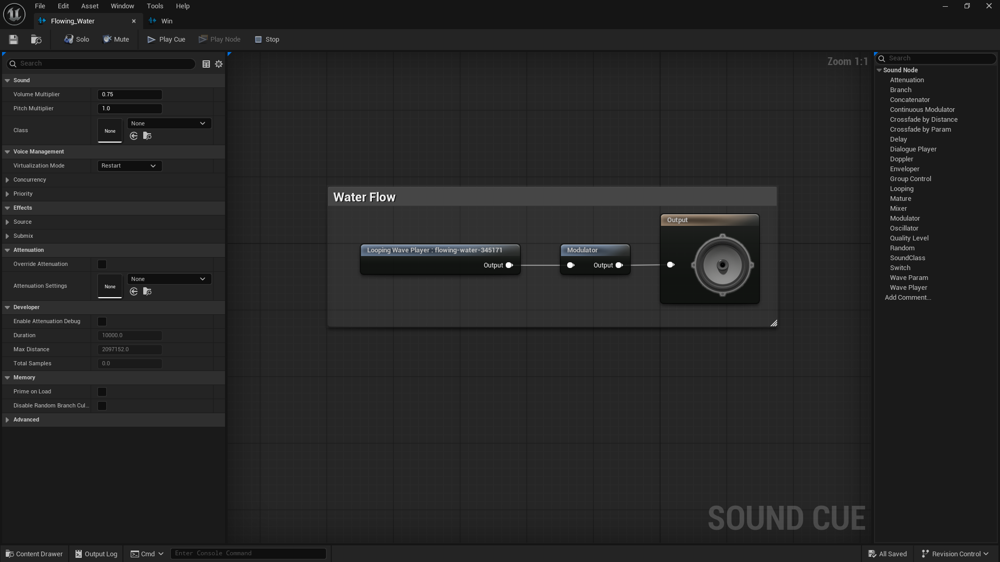 File Edit Asset Window Tools Help
Flowing_Water Win
Solo Mute Play Cue Play Node Stop
Search
Sound
Volume Multiplier 0.75
Pitch Multiplier 1.0
Class None None
Voice Management
Virtualization Mode Restart
Concurrency
Priority
Effects
Source
Submix
Attenuation
Override Attenuation
Attenuation Settings None None
Developer
Enable Attenuation Debug
Duration 10000.0
Max Distance 2097152.0
Total Samples 0.0
Memory
Prime on Load
Disable Random Branch Cul...
Advanced
Zoom 1:1
Water Flow
Looping Wave Player : flowing-water-345171
Output
Modulator
Output
Output
SOUND CUE
Search
Sound Node
Attenuation
Branch
Concatenator
Continuous Modulator
Crossfade by Distance
Crossfade by Param
Delay
Dialogue Player
Doppler
Enveloper
Group Control
Looping
Mature
Mixer
Modulator
Oscillator
Quality Level
Random
SoundClass
Switch
Wave Param
Wave Player
Add Comment...
Content Drawer Output Log Cmd Enter Console Command All Saved Revision Control